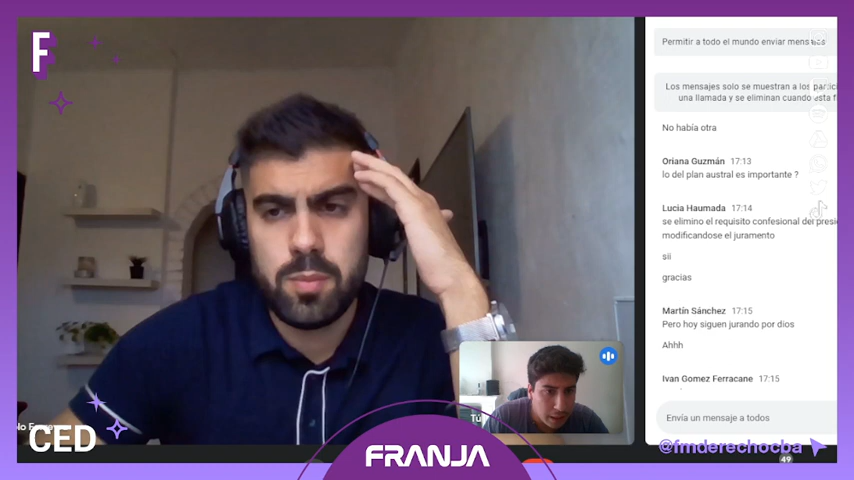 F
Permitir a todo el mundo enviar mensajes
Los mensajes solo se muestran a los
una llamada y se eliminan cuando esta
No había otra
Oriana Guzmán 17:13
lo del plan austral es importante ?
Lucia Haumada 17:14
se elimino el requisito confesional del
modificandose el juramento
sii
gracias
Martín Sánchez 17:15
Pero hoy siguen jurando por dios
Ahhh
Ivan Gomez Ferracane 17:15
Envía un mensaje a todos
Tú
CED
FRANJA
@fmderechocba
49